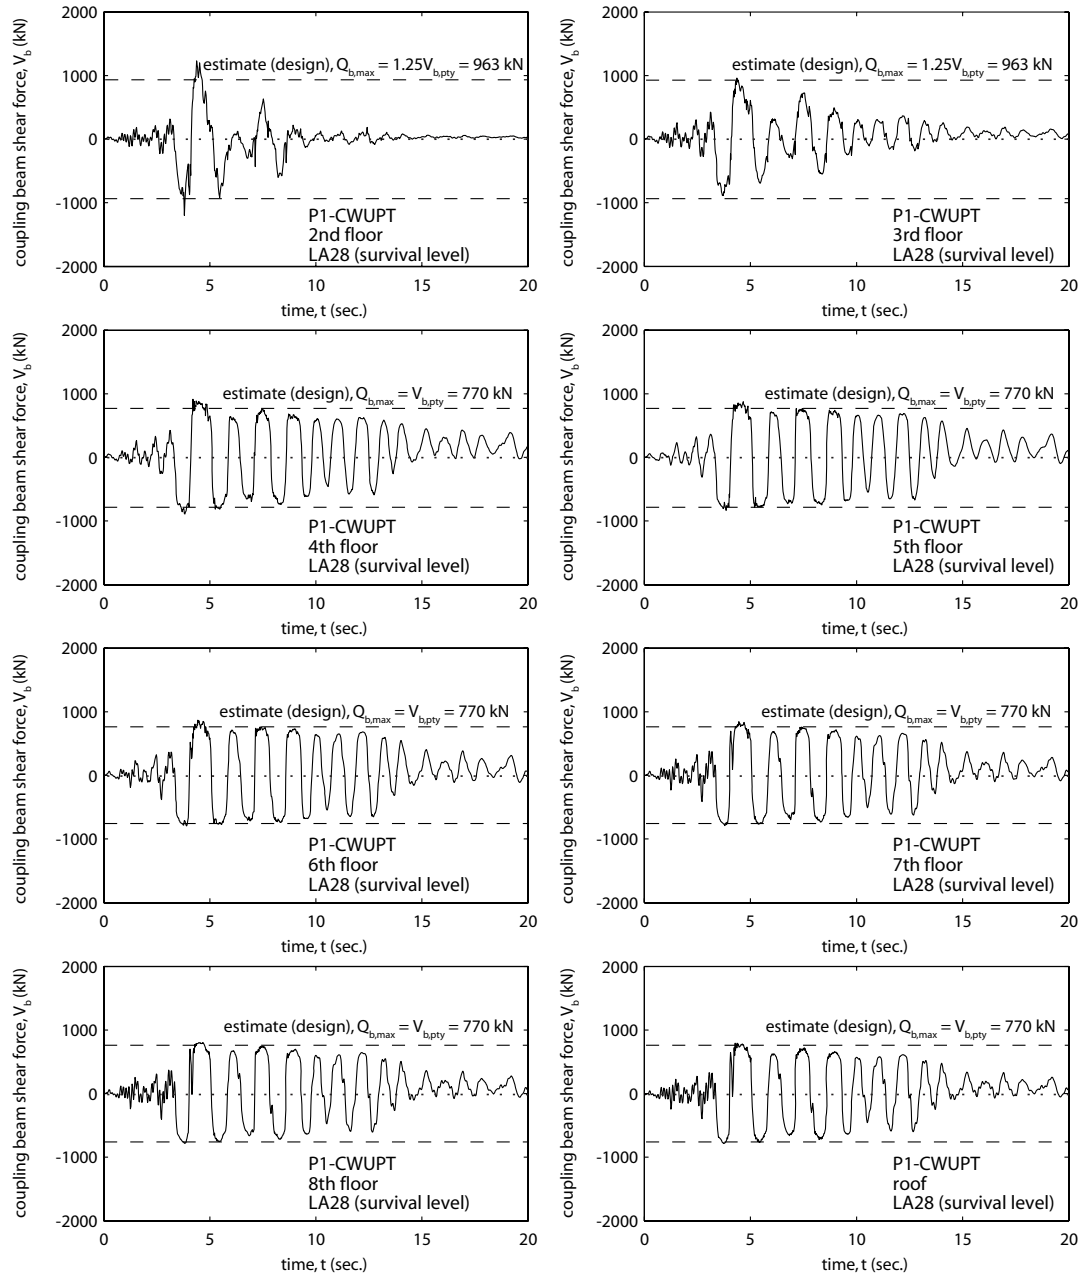 2000
1000
0
-1000
-2000
coupling beam shear force, V_b (kN)
estimate (design), Q_b,max = 1.25V_b,pty = 963 kN
P1-CWUPT
2nd floor
LA28 (survival level)
0 5 10 15 20
time, t (sec.)
2000
1000
0
-1000
-2000
coupling beam shear force, V_b (kN)
estimate (design), Q_b,max = 1.25V_b,pty = 963 kN
P1-CWUPT
3rd floor
LA28 (survival level)
0 5 10 15 20
time, t (sec.)
2000
1000
0
-1000
-2000
coupling beam shear force, V_b (kN)
estimate (design), Q_b,max = V_b,pty = 770 kN
P1-CWUPT
4th floor
LA28 (survival level)
0 5 10 15 20
time, t (sec.)
2000
1000
0
-1000
-2000
coupling beam shear force, V_b (kN)
estimate (design), Q_b,max = V_b,pty = 770 kN
P1-CWUPT
5th floor
LA28 (survival level)
0 5 10 15 20
time, t (sec.)
2000
1000
0
-1000
-2000
coupling beam shear force, V_b (kN)
estimate (design), Q_b,max = V_b,pty = 770 kN
P1-CWUPT
6th floor
LA28 (survival level)
0 5 10 15 20
time, t (sec.)
2000
1000
0
-1000
-2000
coupling beam shear force, V_b (kN)
estimate (design), Q_b,max = V_b,pty = 770 kN
P1-CWUPT
7th floor
LA28 (survival level)
0 5 10 15 20
time, t (sec.)
2000
1000
0
-1000
-2000
coupling beam shear force, V_b (kN)
estimate (design), Q_b,max = V_b,pty = 770 kN
P1-CWUPT
8th floor
LA28 (survival level)
0 5 10 15 20
time, t (sec.)
2000
1000
0
-1000
-2000
coupling beam shear force, V_b (kN)
estimate (design), Q_b,max = V_b,pty = 770 kN
P1-CWUPT
roof
LA28 (survival level)
0 5 10 15 20
time, t (sec.)